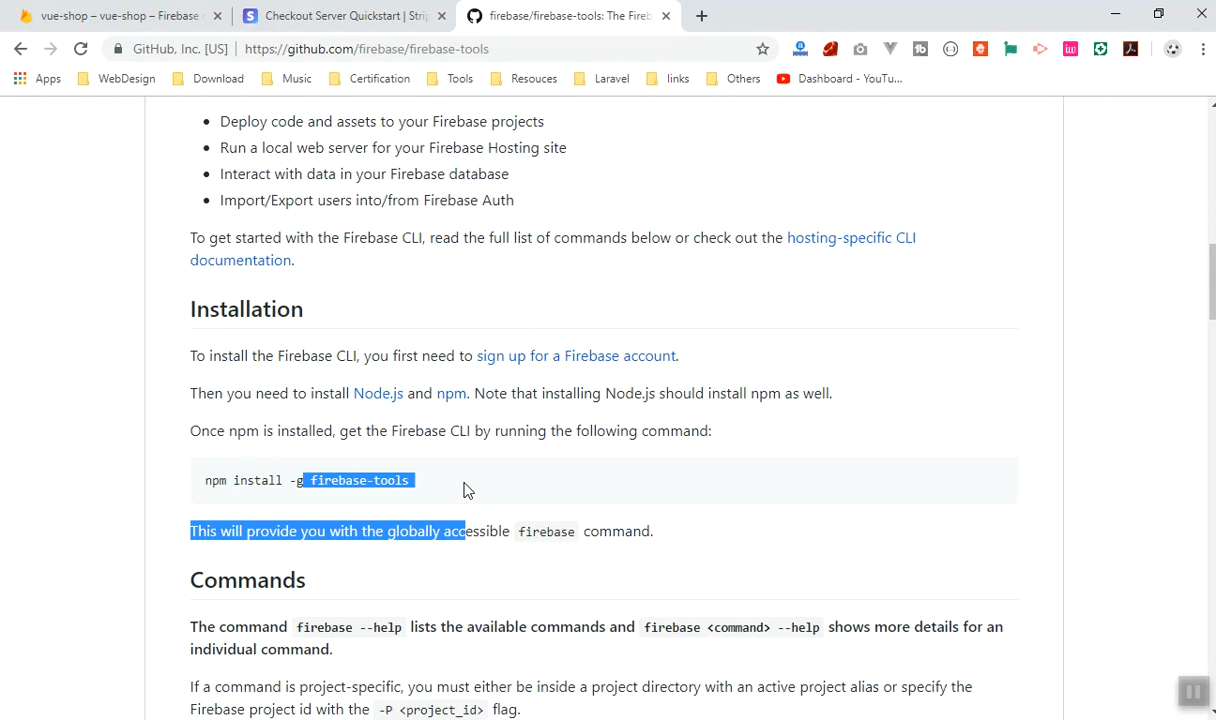 vue-shop – vue-shop – Firebase
Checkout Server Quickstart | Stri
firebase/firebase-tools: The Fireb
GitHub, Inc. [US] | https://github.com/firebase/firebase-tools
Apps WebDesign Download Music Certification Tools Resouces Laravel links Others Dashboard - YouTu...
Deploy code and assets to your Firebase projects
Run a local web server for your Firebase Hosting site
Interact with data in your Firebase database
Import/Export users into/from Firebase Auth
To get started with the Firebase CLI, read the full list of commands below or check out the hosting-specific CLI
documentation.
Installation
To install the Firebase CLI, you first need to sign up for a Firebase account.
Then you need to install Node.js and npm. Note that installing Node.js should install npm as well.
Once npm is installed, get the Firebase CLI by running the following command:
npm install -g firebase-tools
This will provide you with the globally accessible firebase command.
Commands
The command firebase --help lists the available commands and firebase <command> --help shows more details for an
individual command.
If a command is project-specific, you must either be inside a project directory with an active project alias or specify the
Firebase project id with the -P <project_id> flag.